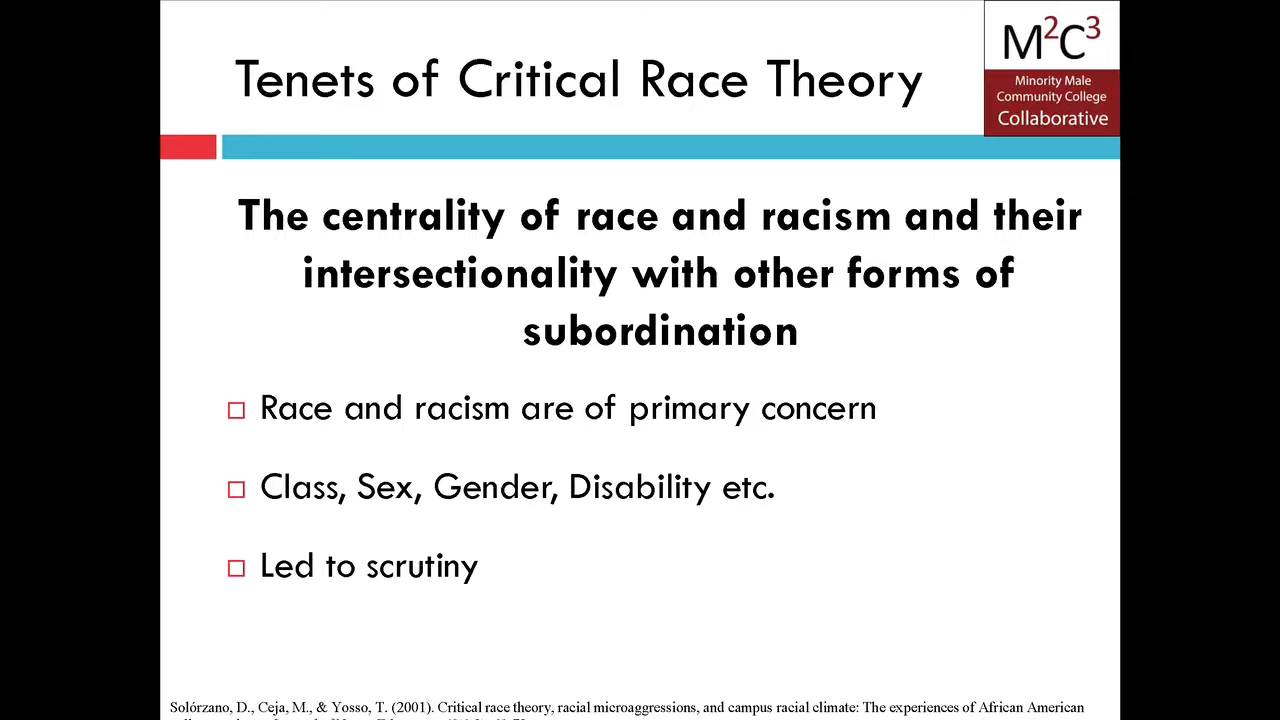 Tenets of Critical Race Theory
M²C³
Minority Male
Community College
Collaborative
The centrality of race and racism and their
intersectionality with other forms of
subordination
Race and racism are of primary concern
Class, Sex, Gender, Disability etc.
Led to scrutiny
Solórzano, D., Ceja, M., & Yosso, T. (2001). Critical race theory, racial microaggressions, and campus racial climate: The experiences of African American